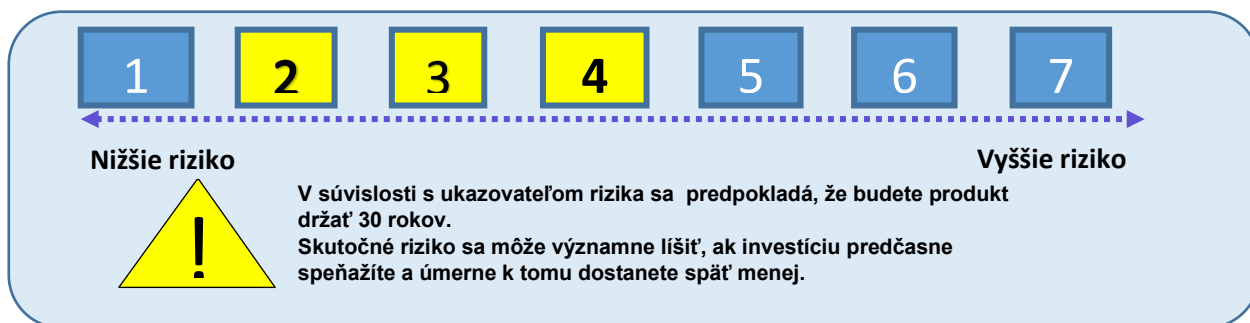 1 2 3 4 5 6 7
Nižšie riziko Vyššie riziko
!
V súvislosti s ukazovateľom rizika sa predpokladá, že budete produkt
držať 30 rokov.
Skutočné riziko sa môže významne líšiť, ak investíciu predčasne
speňažíte a úmerne k tomu dostanete späť menej.